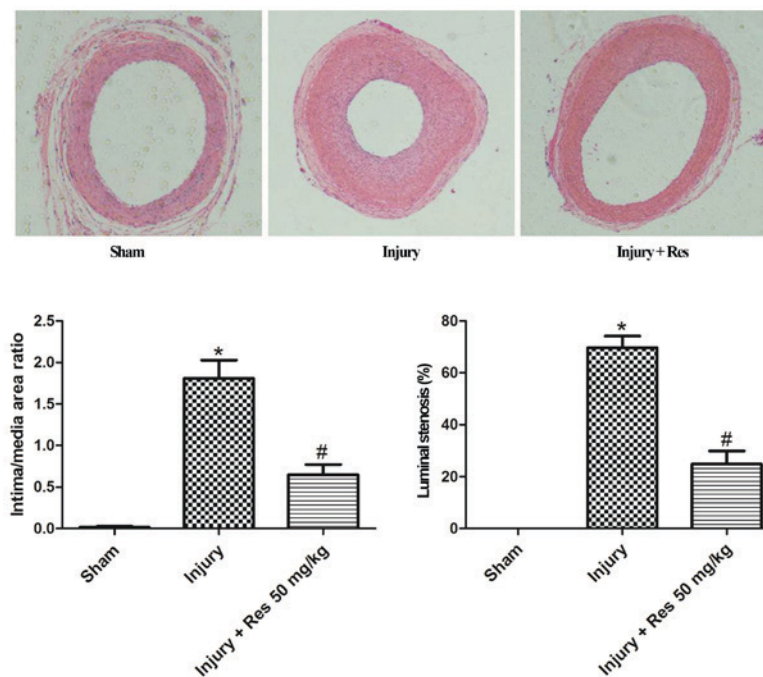 Sham
Injury
Injury + Res
Intima/media area ratio
2.5
2.0
1.5
1.0
0.5
0.0
*
#
Sham
Injury
Injury + Res 50 mg/kg
Luminal stenosis (%)
80
60
40
20
0
*
#
Sham
Injury
Injury + Res 50 mg/kg